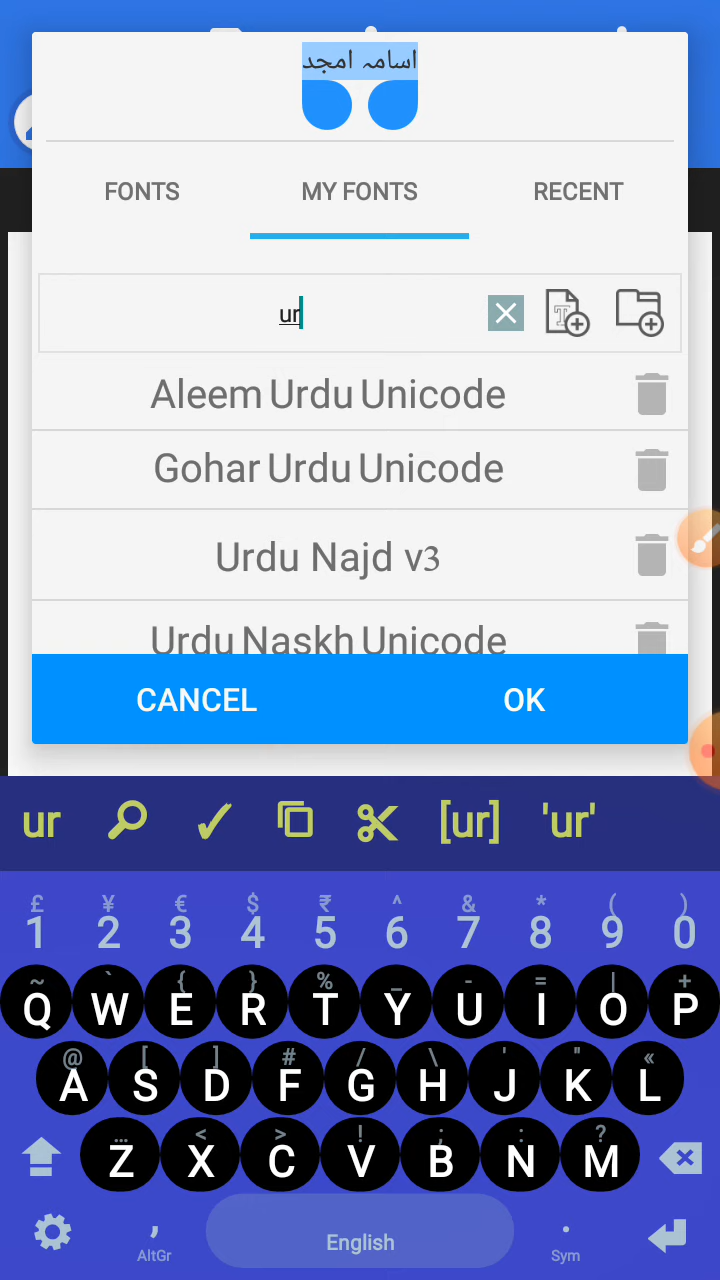 اسامہ امجد
FONTS MY FONTS RECENT
ur
Aleem Urdu Unicode
Gohar Urdu Unicode
Urdu Najd v3
Urdu Naskh Unicode
CANCEL OK
ur [ur] 'ur'
£ ¥ € $ ₹ ^ & * ( )
1 2 3 4 5 6 7 8 9 0
~ ` { } % _ - = | +
Q W E R T Y U I O P
@ [ ] # / \ ' " «
A S D F G H J K L
… < > ! ; : ?
Z X C V B N M
, English .
AltGr Sym